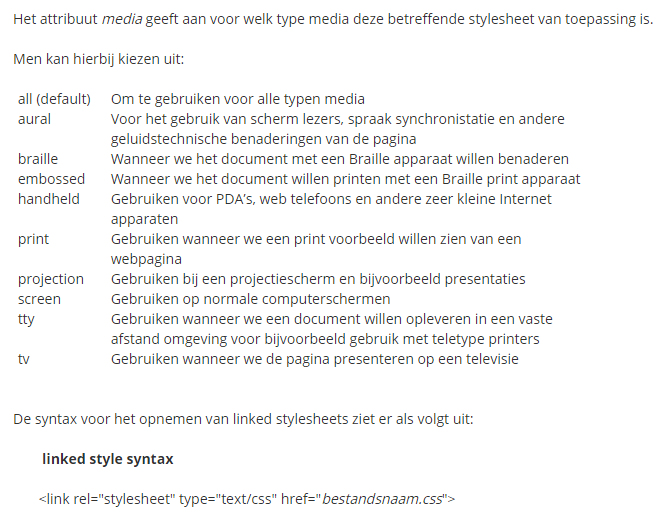 Het attribuut media geeft aan voor welk type media deze betreffende stylesheet van toepassing is.
Men kan hierbij kiezen uit:
all (default) Om te gebruiken voor alle typen media
aural Voor het gebruik van scherm lezers, spraak synchronistatie en andere
geluidstechnische benaderingen van de pagina
braille Wanneer we het document met een Braille apparaat willen benaderen
embossed Wanneer we het document willen printen met een Braille print apparaat
handheld Gebruiken voor PDA’s, web telefoons en andere zeer kleine Internet
apparaten
print Gebruiken wanneer we een print voorbeeld willen zien van een
webpagina
projection Gebruiken bij een projectiescherm en bijvoorbeeld presentaties
screen Gebruiken op normale computerschermen
tty Gebruiken wanneer we een document willen opleveren in een vaste
afstand omgeving voor bijvoorbeeld gebruik met teletype printers
tv Gebruiken wanneer we de pagina presenteren op een televisie
De syntax voor het opnemen van linked stylesheets ziet er als volgt uit:
linked style syntax
<link rel="stylesheet" type="text/css" href="bestandsnaam.css">